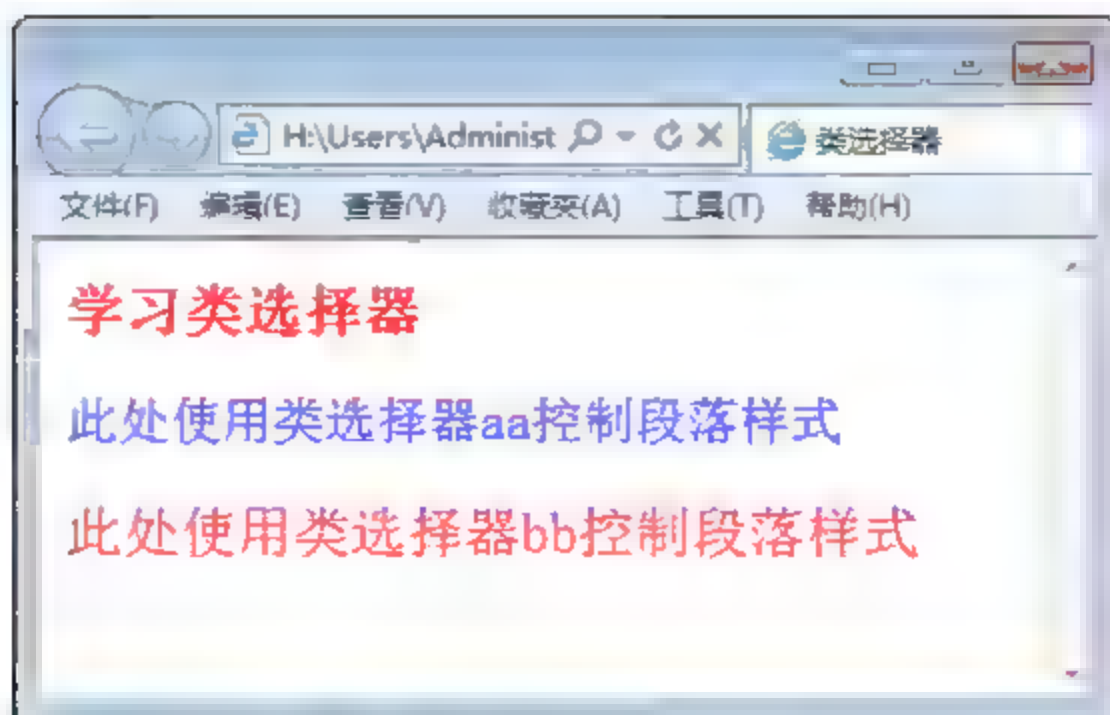 H:\Users\Administ
类选择器
文件(F) 编辑(E) 查看(V) 收藏夹(A) 工具(T) 帮助(H)
学习类选择器
此处使用类选择器aa控制段落样式
此处使用类选择器bb控制段落样式